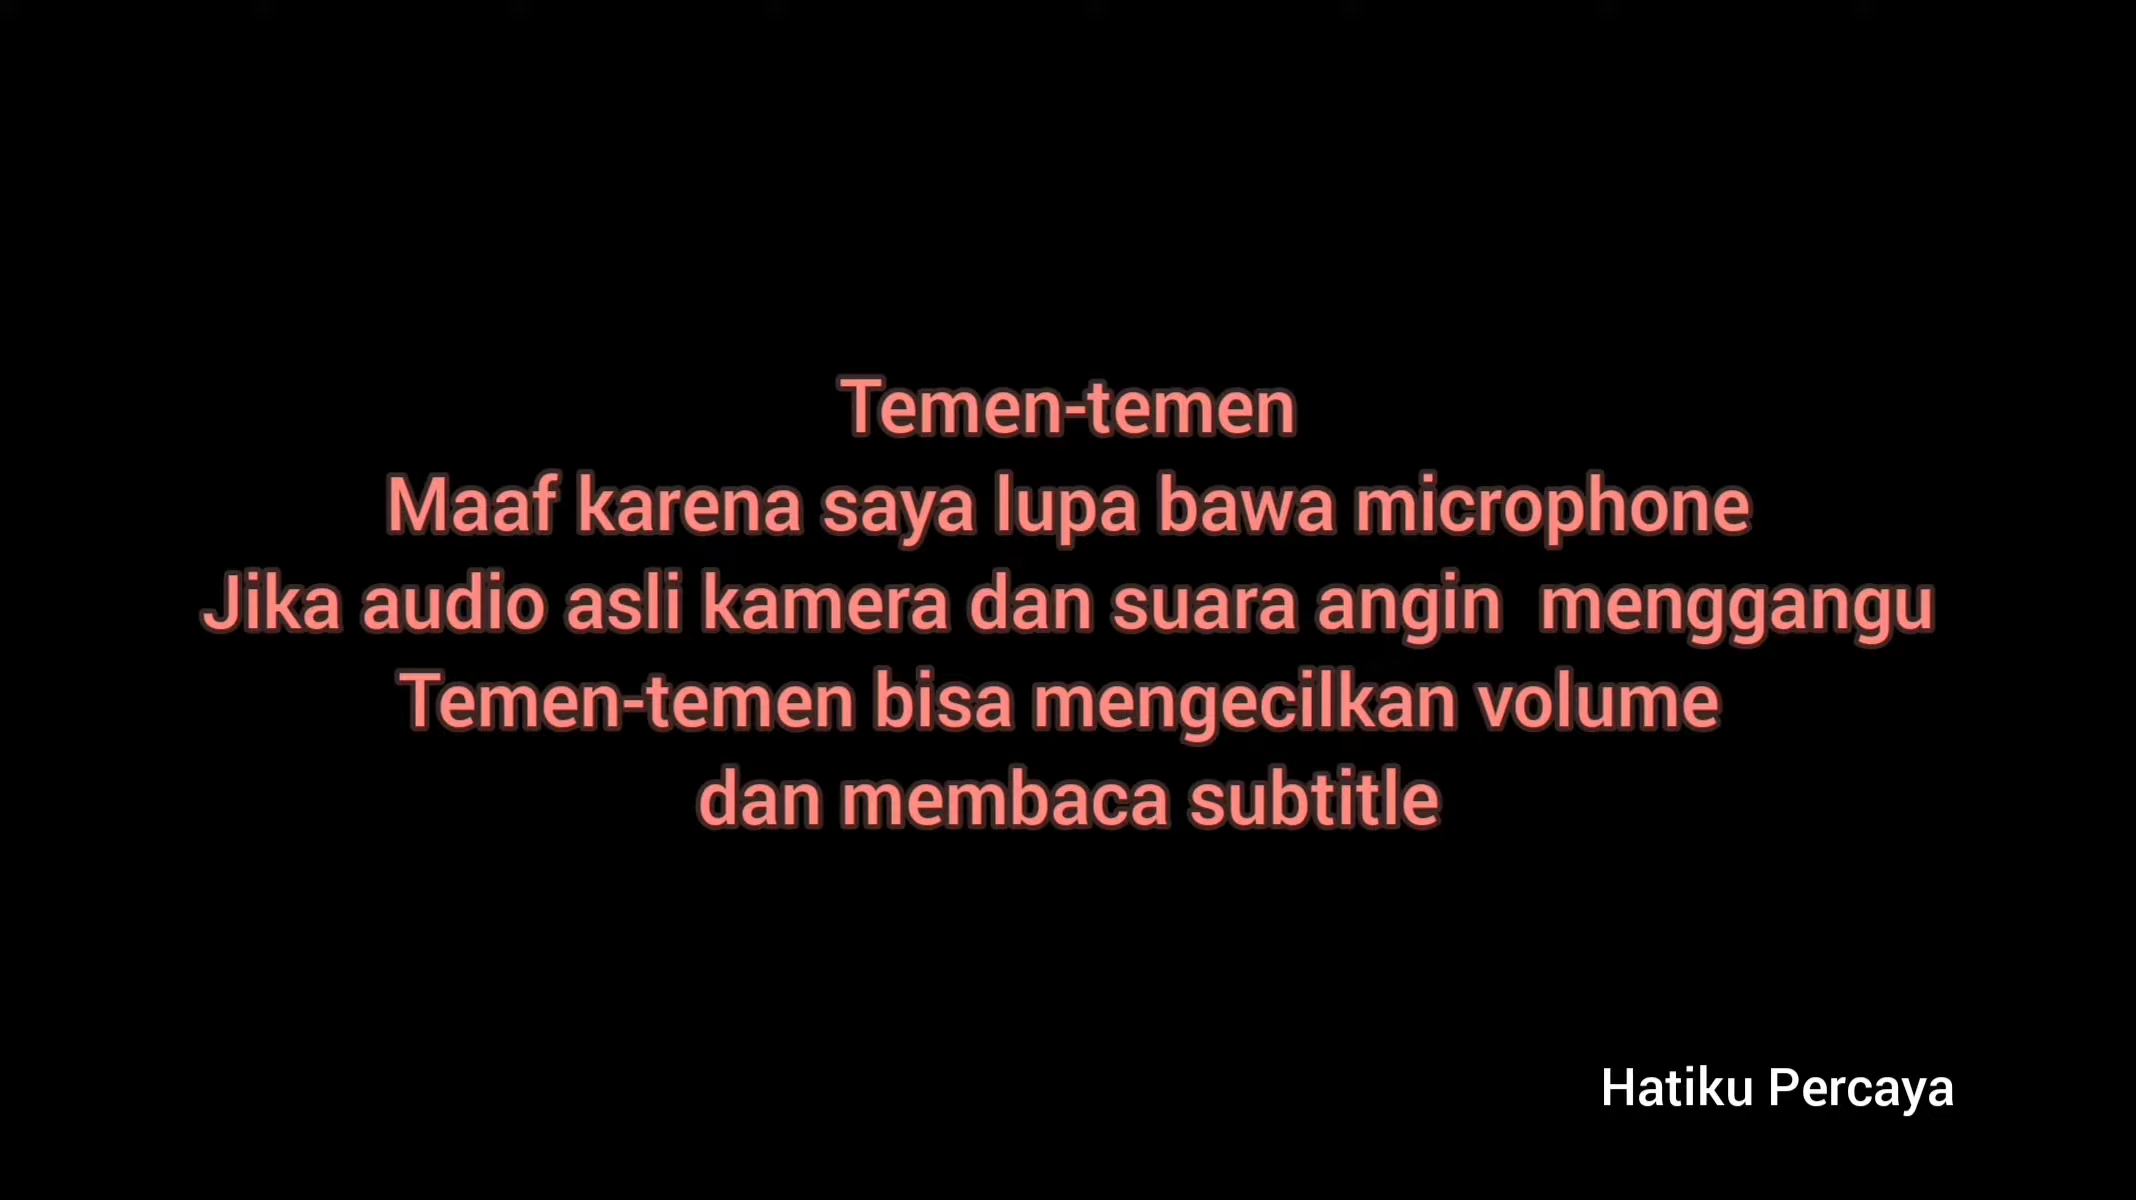 Temen-temen
Maaf karena saya lupa bawa microphone
Jika audio asli kamera dan suara angin  menggangu
Temen-temen bisa mengecilkan volume
dan membaca subtitle
Hatiku Percaya